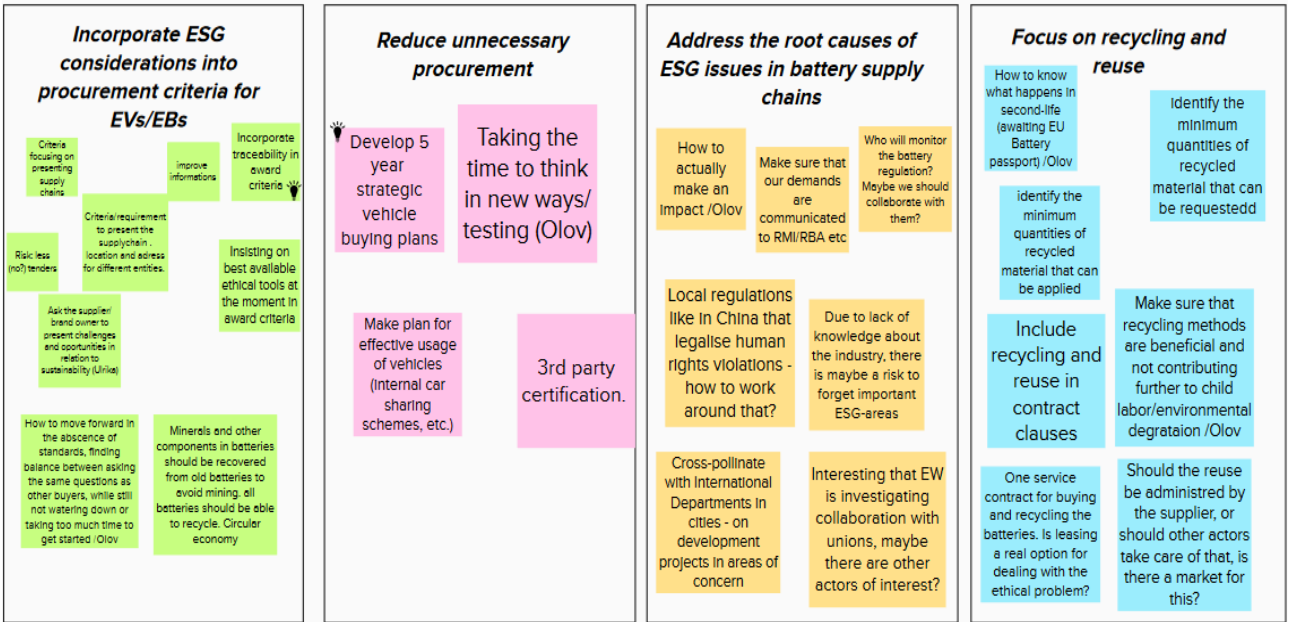 Incorporate ESG
considerations into
procurement criteria for
EVs/EBs
Criteria
focusing on
presenting
supply
chains
improve
informations
Incorporate
traceability in
award
criteria
Criteria/requirement
to present the
supplychain .
location and adress
for different entities.
Risk less
(no?) tenders
Insisting on
best available
ethical tools at
the moment in
award criteria
Ask the supplier/
brand owner to
present challenges
and oportunities in
relation to
sustainability (Ulrika)
How to move forward in
the abscence of
standards, finding
balance between asking
the same questions as
other buyers, while still
not watering down or
taking too much time to
get started /Olov
Minerals and other
components in batteries
should be recovered
from old batteries to
avoid mining. all
batteries should be able
to recycle. Circular
economy
Reduce unnecessary
procurement
Develop 5
year
strategic
vehicle
buying plans
Taking the
time to think
in new ways/
testing (Olov)
Make plan for
effective usage
of vehicles
(internal car
sharing
schemes, etc.)
3rd party
certification.
Address the root causes of
ESG issues in battery supply
chains
How to
actually
make an
impact /Olov
Make sure that
our demands
are
communicated
to RMI/RBA etc
Who will monitor
the battery
regulation?
Maybe we should
collaborate with
them?
Local regulations
like in China that
legalise human
rights violations -
how to work
around that?
Due to lack of
knowledge about
the industry, there
is maybe a risk to
forget important
ESG-areas
Cross-pollinate
with International
Departments in
cities - on
development
projects in areas of
concern
Interesting that EW
is investigating
collaboration with
unions, maybe
there are other
actors of interest?
Focus on recycling and
reuse
How to know
what happens in
second-life
(awaiting EU
Battery
passport) /Olov
Identify the
minimum
quantities of
recycled
material that can
be requestedd
identify the
minimum
quantities of
recycled
material that can
be applied
Include
recycling and
reuse in
contract
clauses
Make sure that
recycling methods
are beneficial and
not contributing
further to child
labor/environmental
degrataion /Olov
One service
contract for buying
and recycling the
batteries. Is leasing
a real option for
dealing with the
ethical problem?
Should the reuse
be administred by
the supplier, or
should other actors
take care of that, is
there a market for
this?